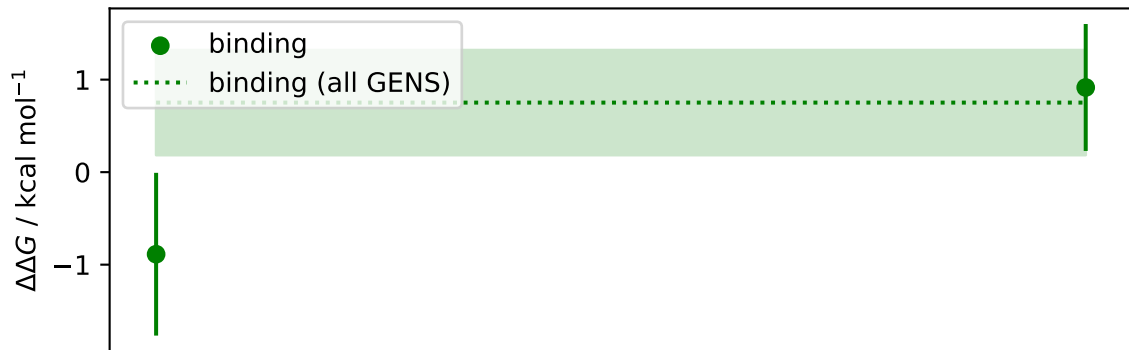 binding
binding (all GENS)
1
0
−1
ΔΔG / kcal mol⁻¹